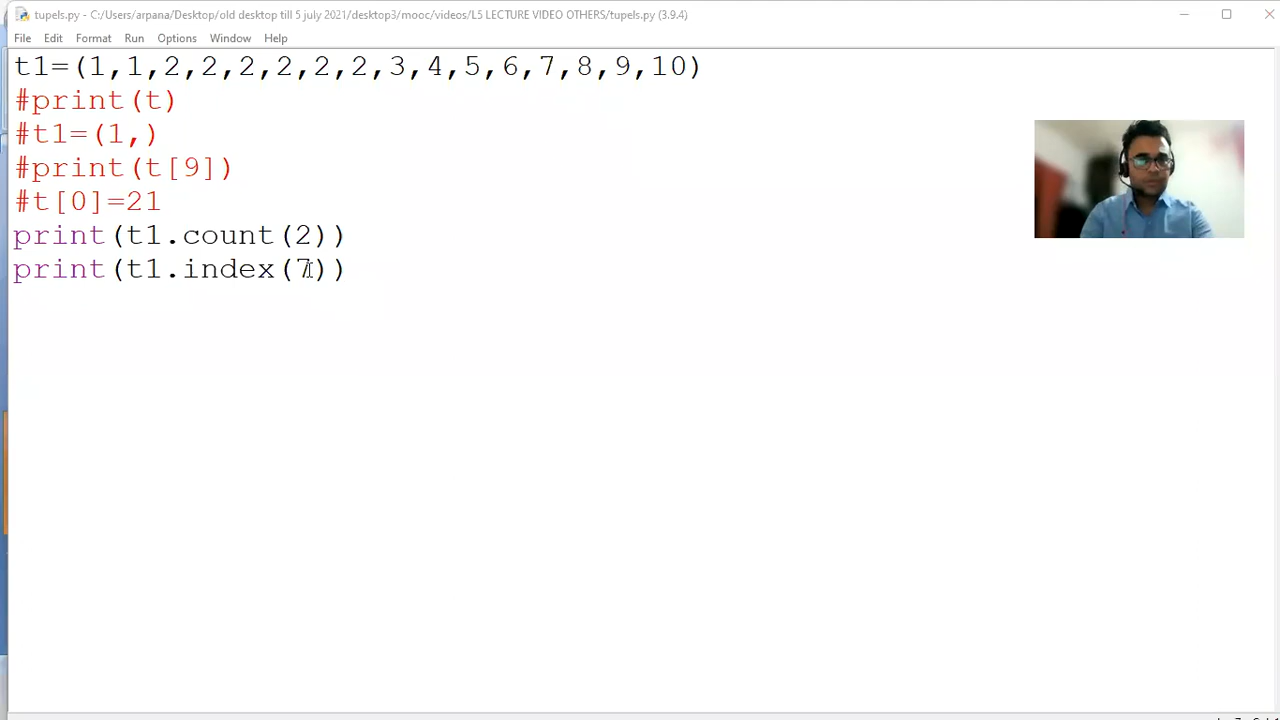 tupels.py - C:/Users/arpana/Desktop/old desktop till 5 july 2021/desktop3/mooc/videos/L5 LECTURE VIDEO OTHERS/tupels.py (3.9.4)
File Edit Format Run Options Window Help
t1=(1,1,2,2,2,2,2,2,3,4,5,6,7,8,9,10)
#print(t)
#t1=(1,)
#print(t[9])
#t[0]=21
print(t1.count(2))
print(t1.index(7))